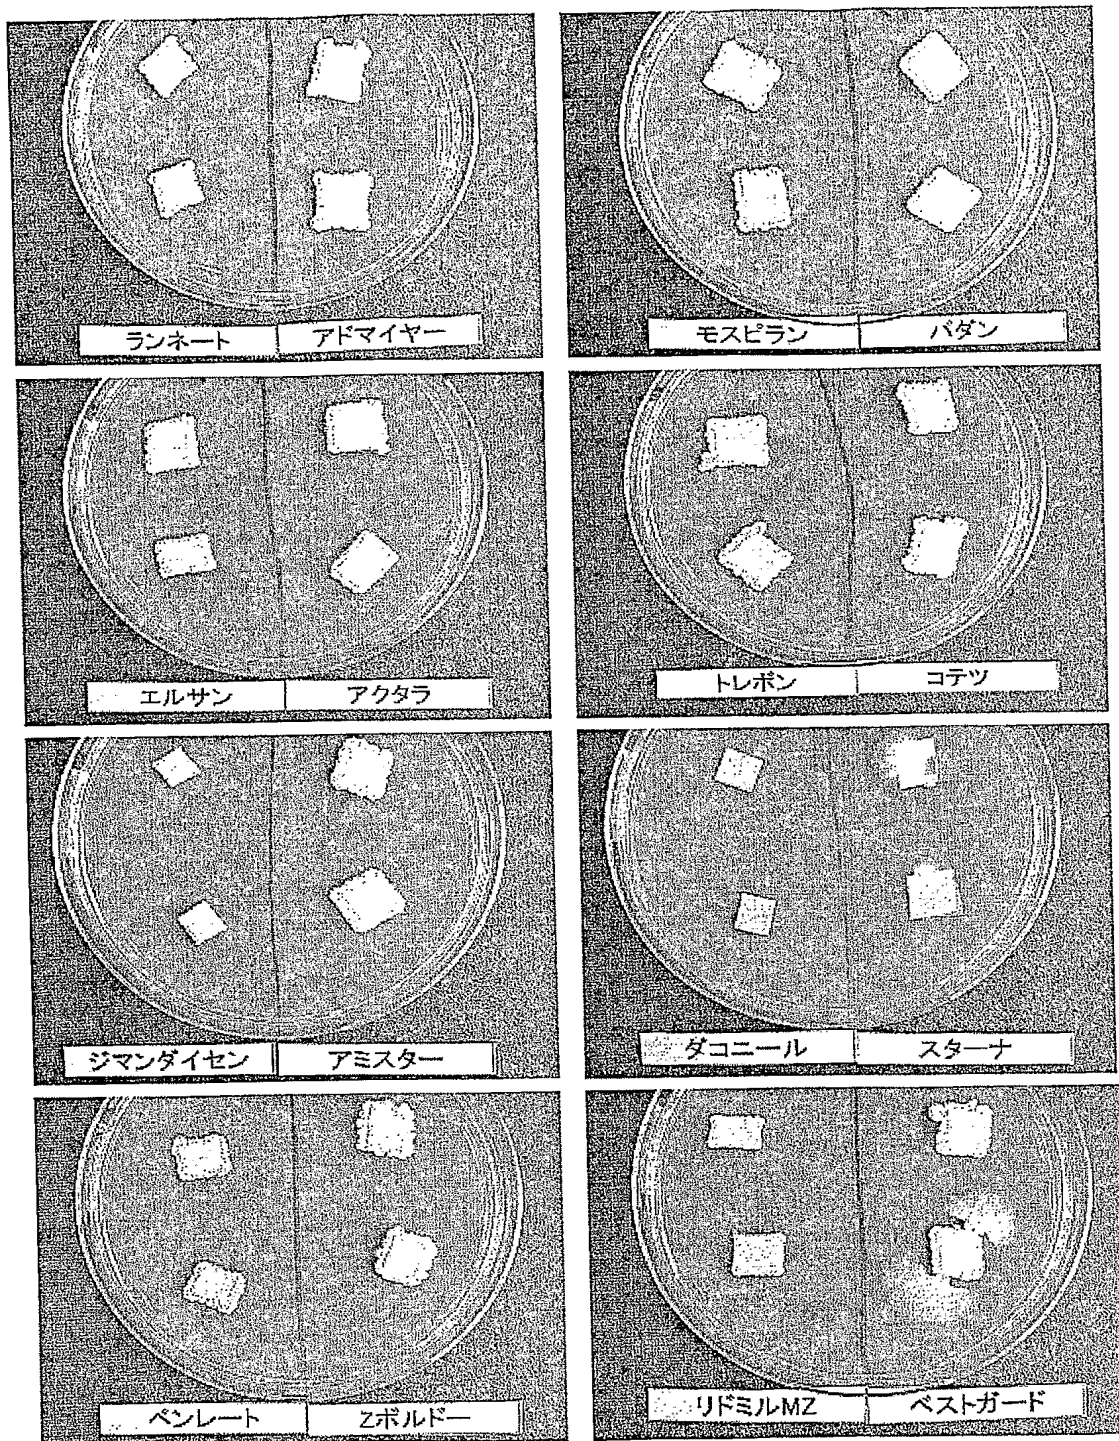 ランネート アドマイヤー
モスピラン パダン
エルサン アクタラ
トレボン コテツ
ジマンダイセン アミスター
ダコニール スターナ
ベンレート Zボルドー
リドミルMZ ベストガード